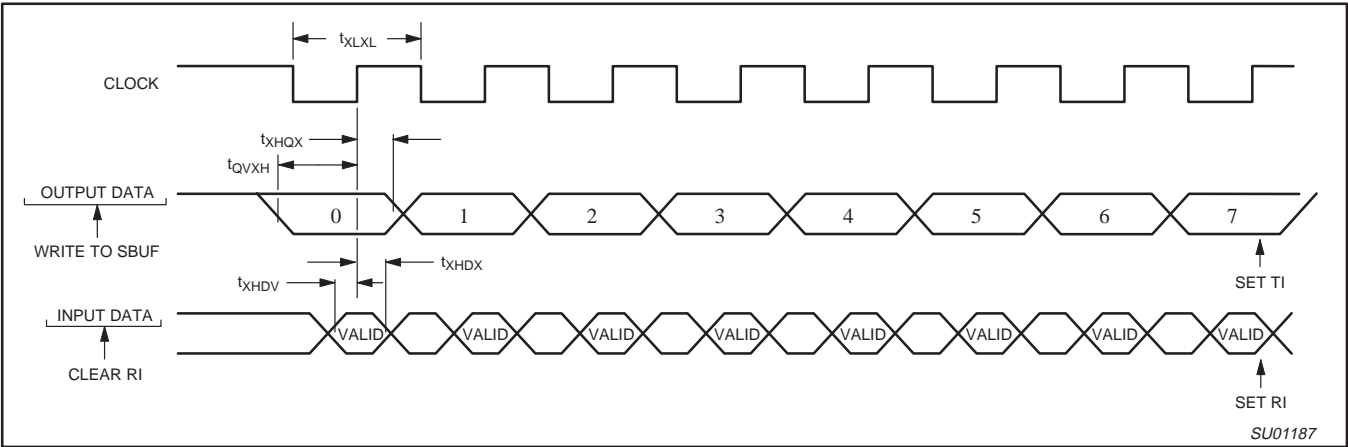 tXLXL
CLOCK
tXHQX
tQVXH
OUTPUT DATA
0 1 2 3 4 5 6 7
WRITE TO SBUF
tXHDX
SET TI
tXHDV
INPUT DATA
VALID VALID VALID VALID VALID VALID VALID VALID
CLEAR RI
SET RI
SU01187